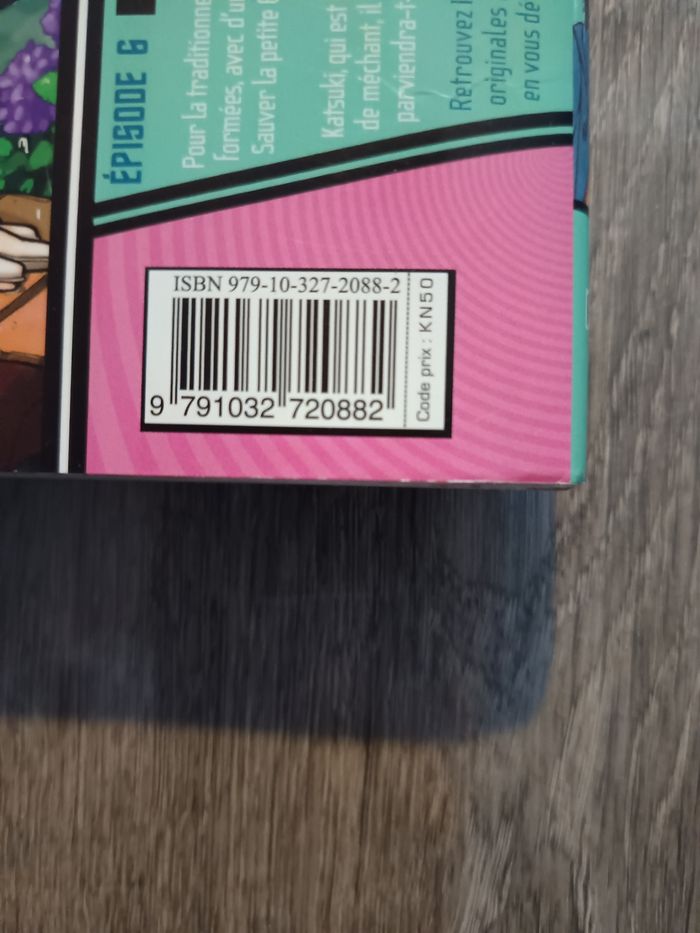 ÉPISODE 6
Pour la traditionne
Formées, avec d'u
Sauver la petite
Katsuki, qui est
de méchant, il
parviendra-t-
Retrouvez l
originales
en vous dé
ISBN 979-10-327-2088-2
9 791032 720882
Code prix : KN50